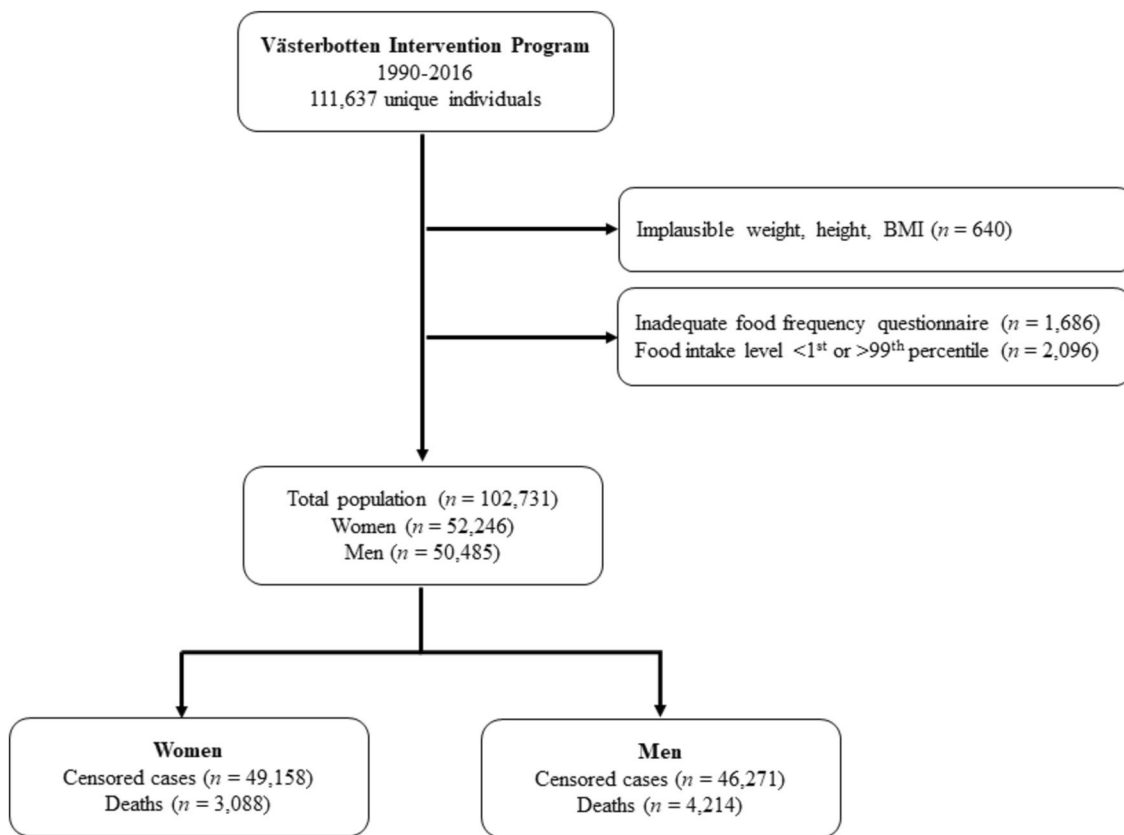 Västerbotten Intervention Program
1990-2016
111,637 unique individuals
Implausible weight, height, BMI (n = 640)
Inadequate food frequency questionnaire (n = 1,686)
Food intake level <1st or >99th percentile (n = 2,096)
Total population (n = 102,731)
Women (n = 52,246)
Men (n = 50,485)
Women
Censored cases (n = 49,158)
Deaths (n = 3,088)
Men
Censored cases (n = 46,271)
Deaths (n = 4,214)